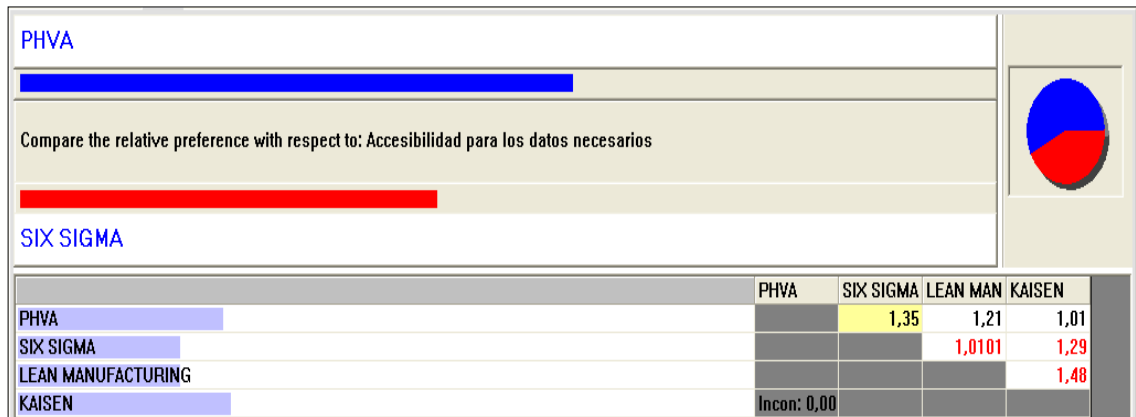 PHVA
Compare the relative preference with respect to: Accesibilidad para los datos necesarios
SIX SIGMA
PHVA SIX SIGMA LEAN MAN KAISEN
PHVA 1,35 1,21 1,01
SIX SIGMA 1,0101 1,29
LEAN MANUFACTURING 1,48
KAISEN Incon: 0,00